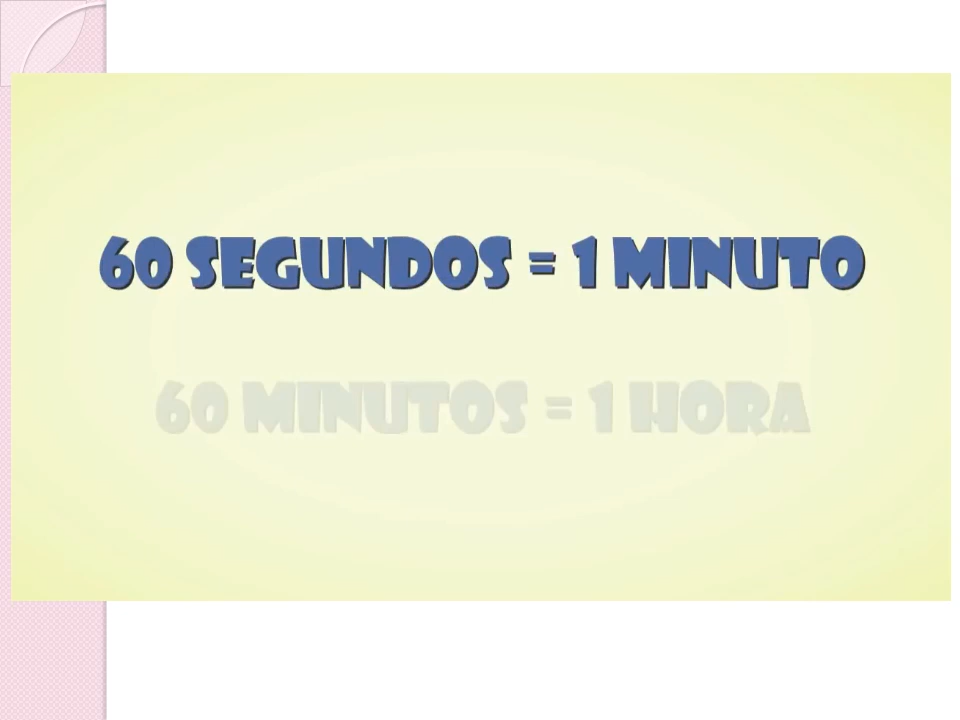 60 SEGUNDOS = 1 MINUTO
60 MINUTOS = 1 HORA